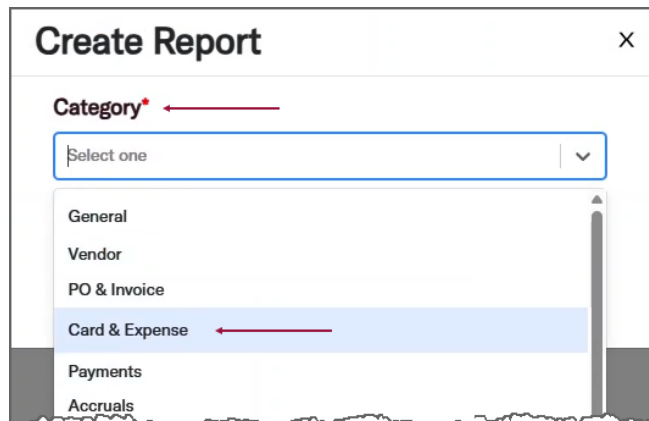 Create Report
X
Category*
Select one
General
Vendor
PO & Invoice
Card & Expense
Payments
Accruals